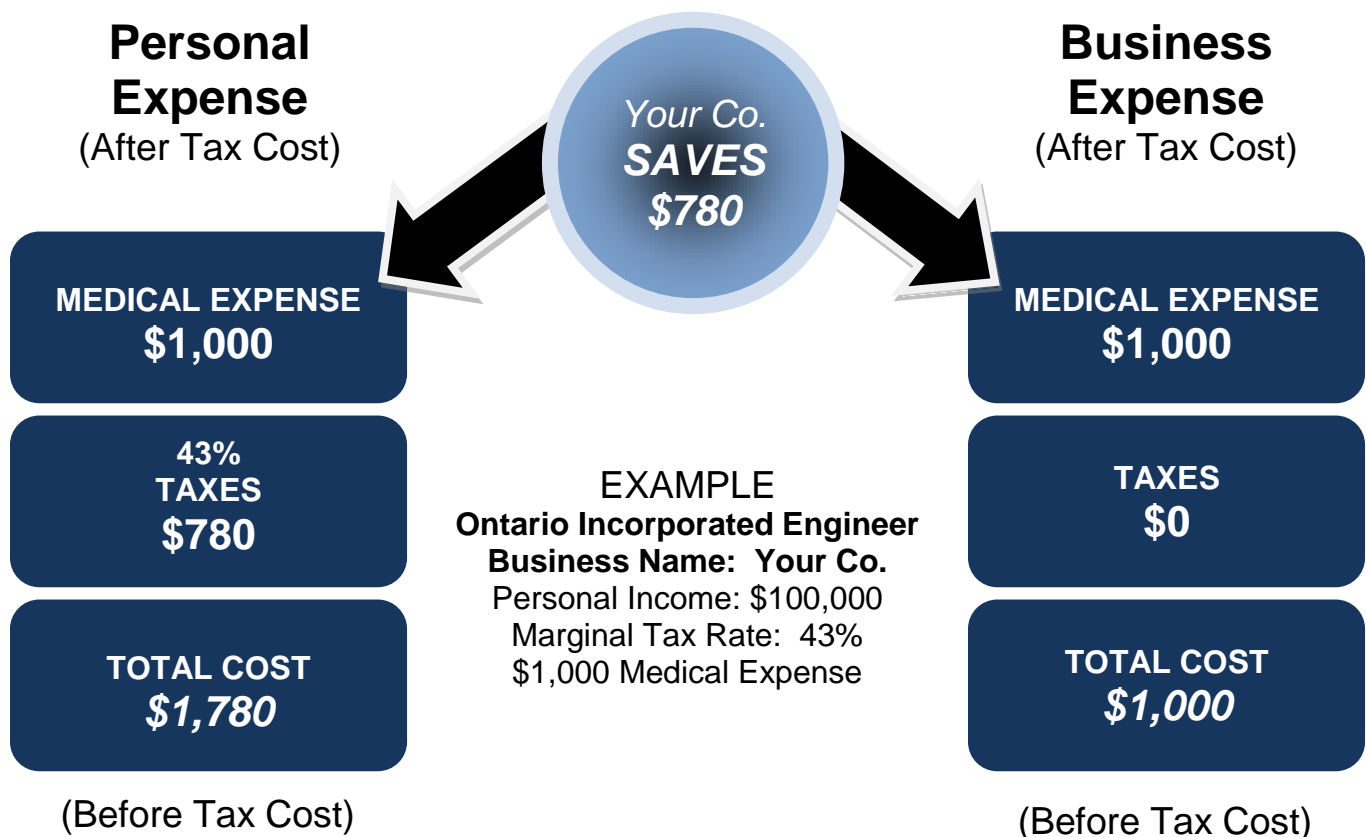 Personal
Expense
(After Tax Cost)
MEDICAL EXPENSE
$1,000
43%
TAXES
$780
TOTAL COST
$1,780
(Before Tax Cost)
Your Co.
SAVES
$780
EXAMPLE
Ontario Incorporated Engineer
Business Name: Your Co.
Personal Income: $100,000
Marginal Tax Rate: 43%
$1,000 Medical Expense
Business
Expense
(After Tax Cost)
MEDICAL EXPENSE
$1,000
TAXES
$0
TOTAL COST
$1,000
(Before Tax Cost)